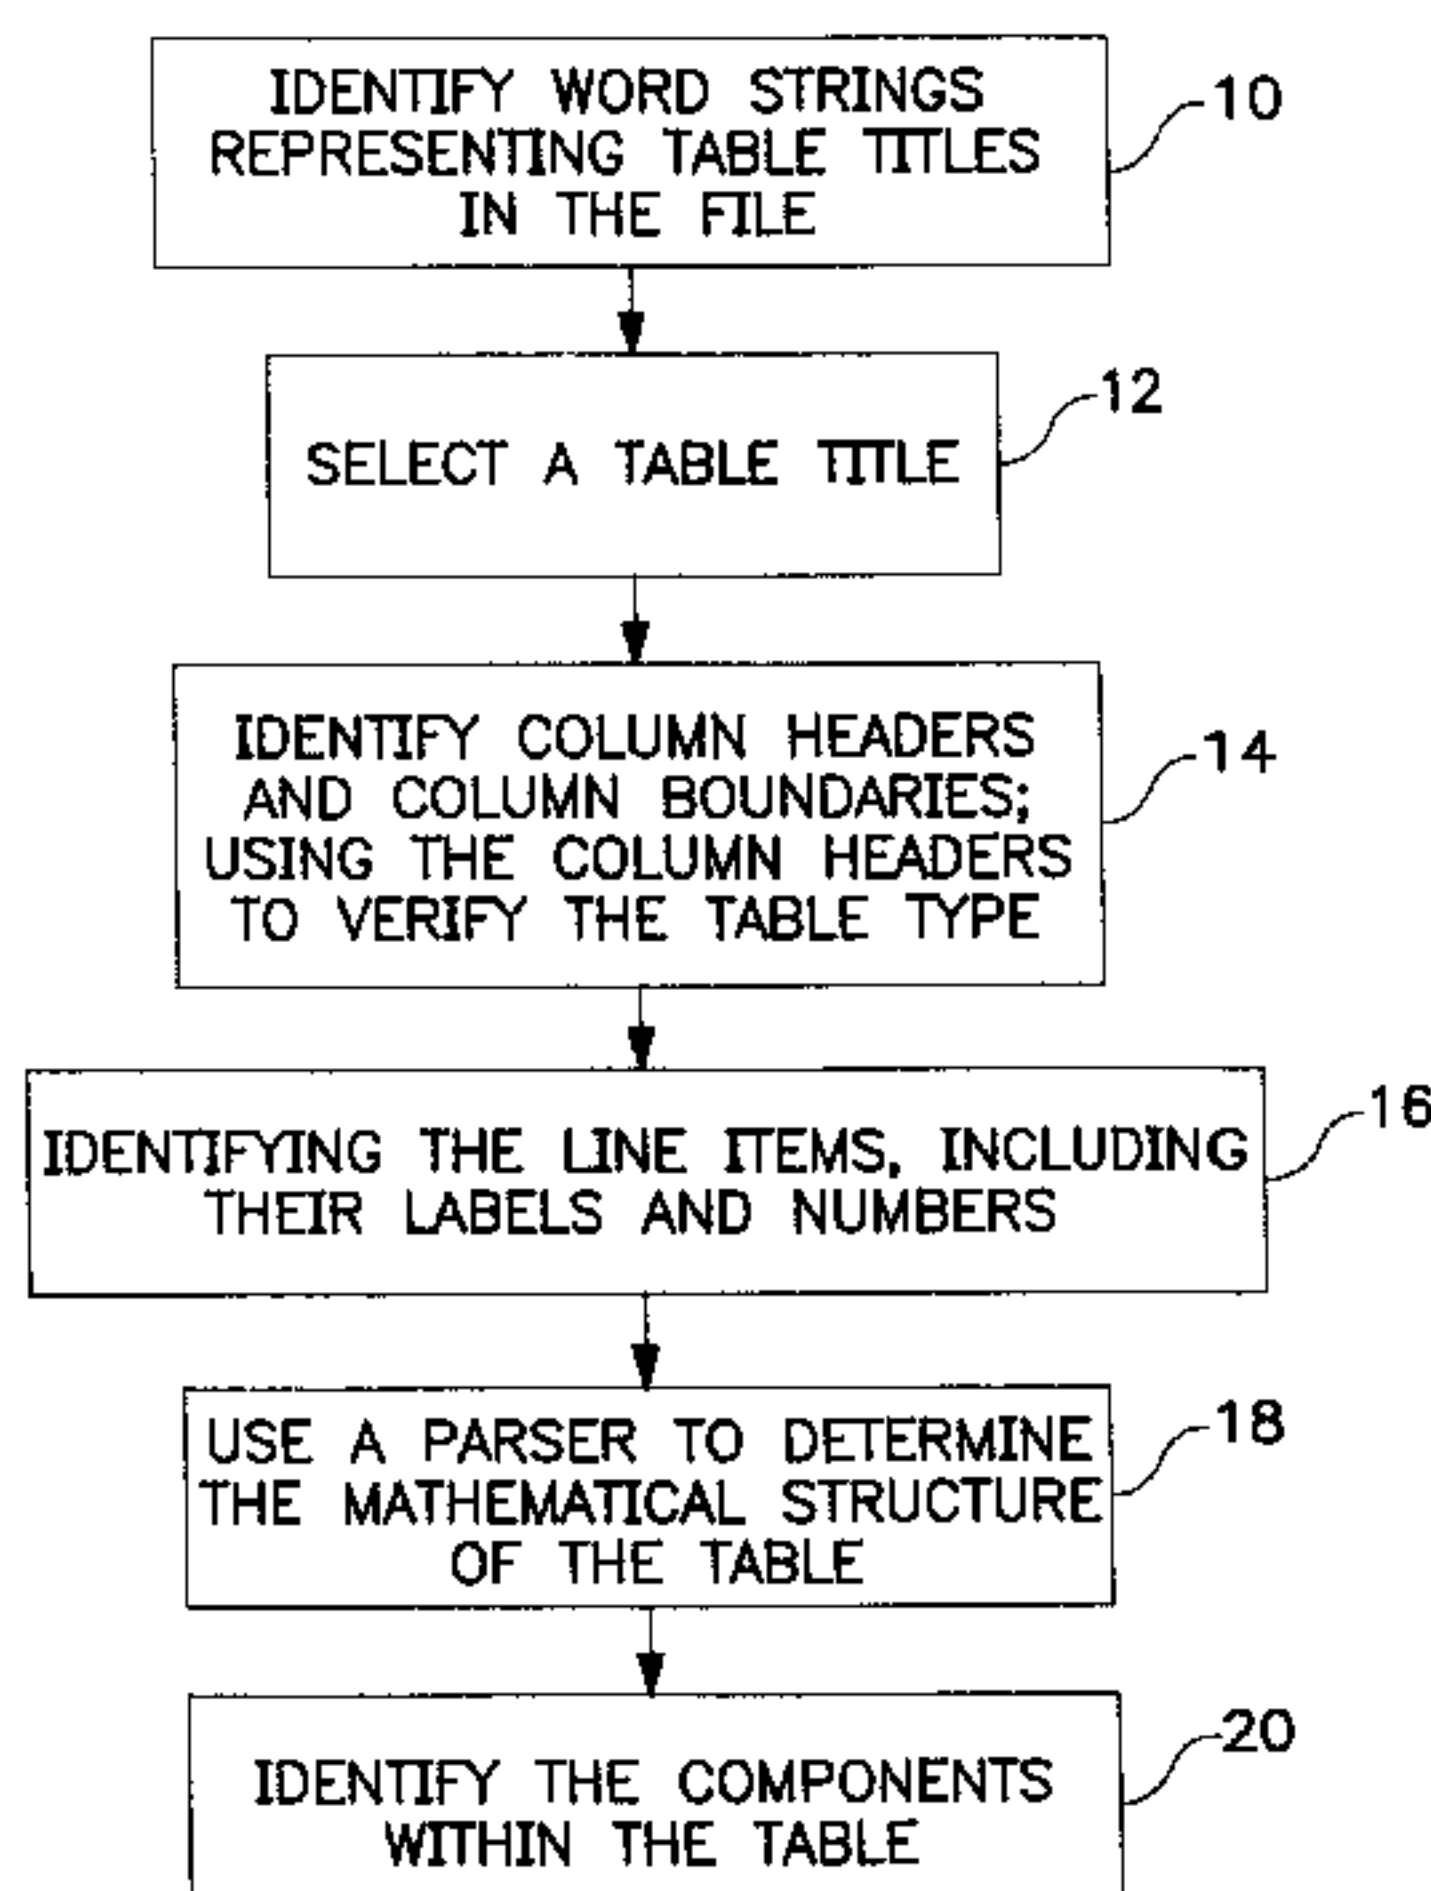 IDENTIFY WORD STRINGS
REPRESENTING TABLE TITLES
IN THE FILE
10
SELECT A TABLE TITLE
12
IDENTIFY COLUMN HEADERS
AND COLUMN BOUNDARIES;
USING THE COLUMN HEADERS
TO VERIFY THE TABLE TYPE
14
IDENTIFYING THE LINE ITEMS, INCLUDING
THEIR LABELS AND NUMBERS
16
USE A PARSER TO DETERMINE
THE MATHEMATICAL STRUCTURE
OF THE TABLE
18
IDENTIFY THE COMPONENTS
WITHIN THE TABLE
20